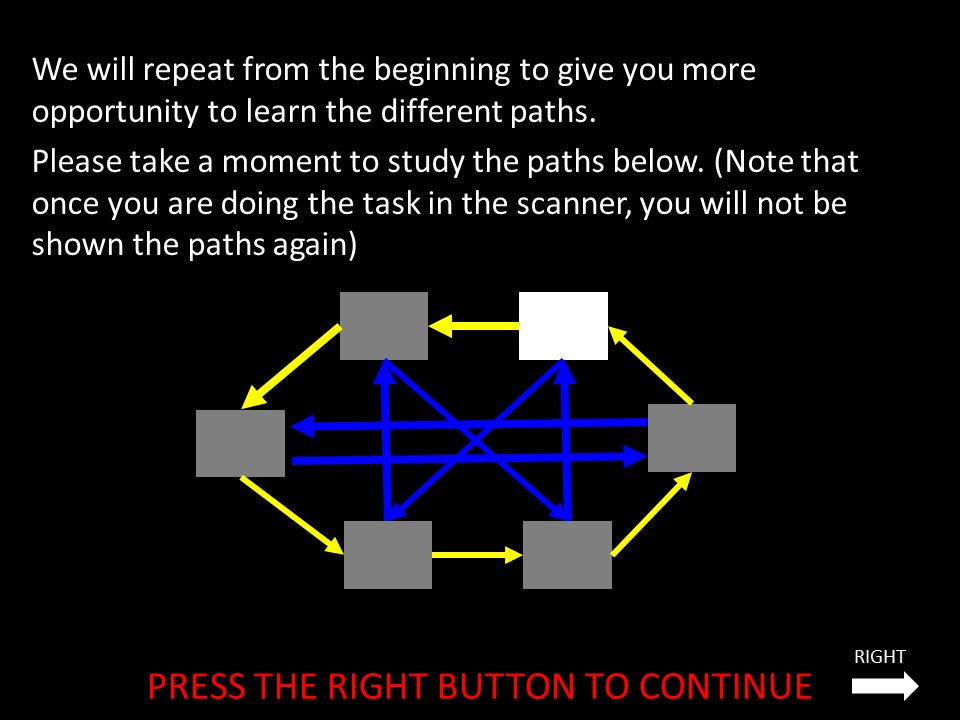 We will repeat from the beginning to give you more
opportunity to learn the different paths.
Please take a moment to study the paths below. (Note that
once you are doing the task in the scanner, you will not be
shown the paths again)
RIGHT
PRESS THE RIGHT BUTTON TO CONTINUE